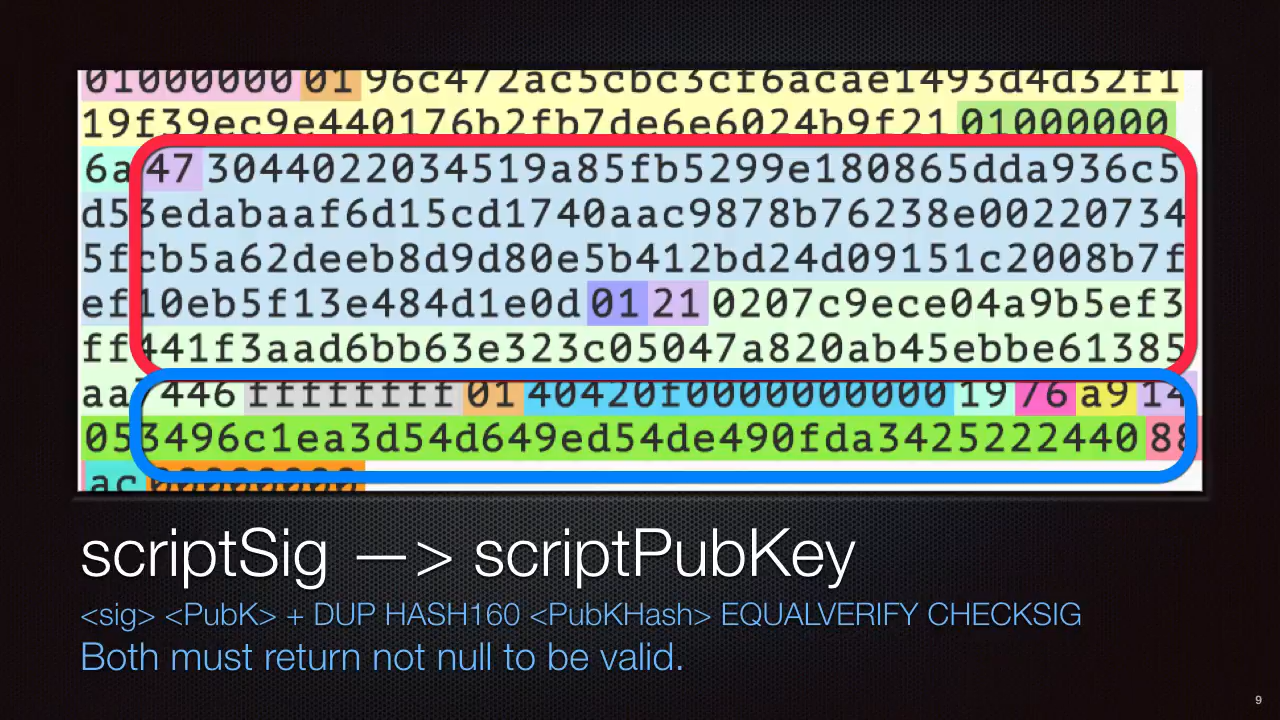 01000000 01 96c472ac5cbc3cf6acae1493d4d32f1
19f39ec9e440176b2fb7de6e6024b9f21 01000000
6a 47 3044022034519a85fb5299e180865dda936c5
d53edabaaf6d15cd1740aac9878b76238e00220734
5fcb5a62deeb8d9d80e5b412bd24d09151c2008b7f
ef10eb5f13e484d1e0d 01 21 0207c9ece04a9b5ef3
ff441f3aad6bb63e323c05047a820ab45ebbe61385
aa7446 ffffffff 01 40420f0000000000 19 76 a9 14
053496c1ea3d54d649ed54de490fda3425222440 88
ac 00000000
scriptSig —> scriptPubKey
<sig> <PubK> + DUP HASH160 <PubKHash> EQUALVERIFY CHECKSIG
Both must return not null to be valid.
9